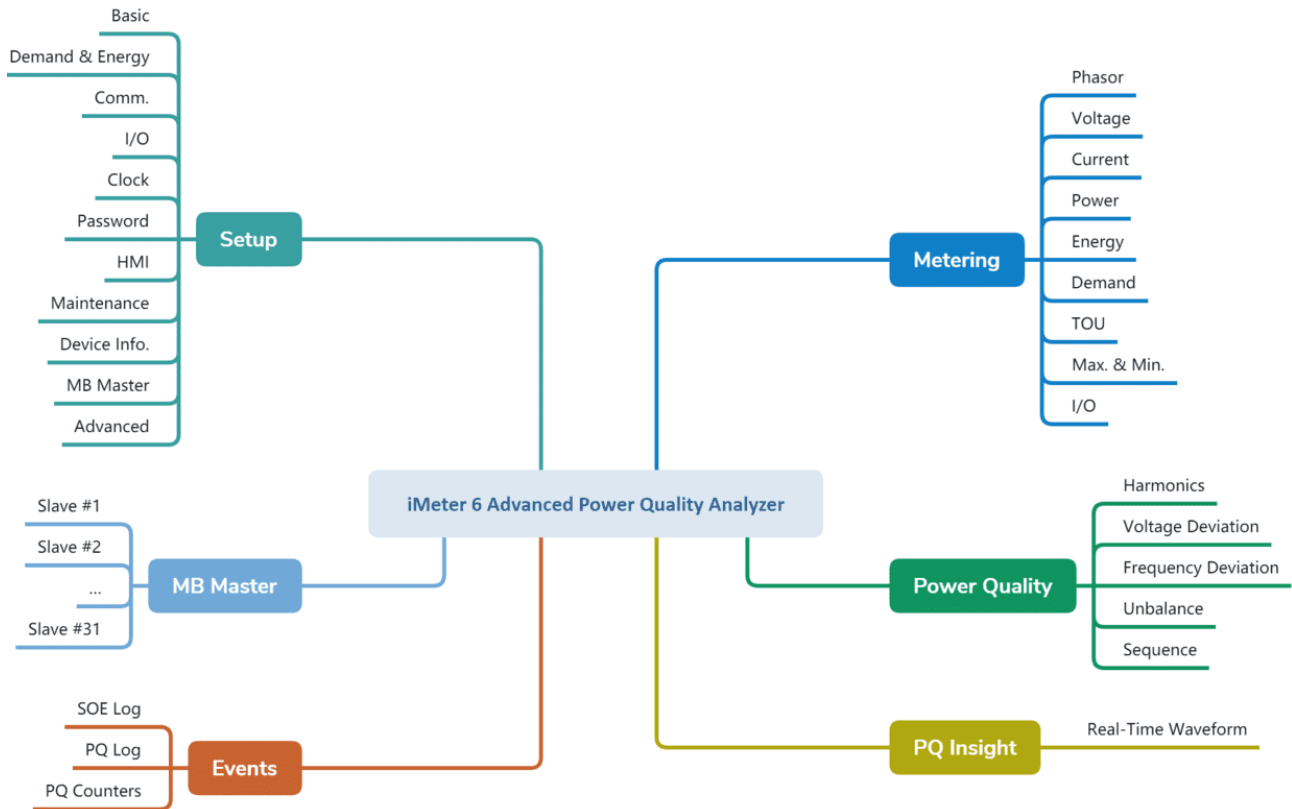 Basic
Demand & Energy
Comm.
I/O
Clock
Password
HMI
Maintenance
Device Info.
MB Master
Advanced
Setup
Phasor
Voltage
Current
Power
Energy
Demand
TOU
Max. & Min.
I/O
Metering
iMeter 6 Advanced Power Quality Analyzer
Slave #1
Slave #2
...
Slave #31
MB Master
Harmonics
Voltage Deviation
Frequency Deviation
Unbalance
Sequence
Power Quality
SOE Log
PQ Log
PQ Counters
Events
PQ Insight
Real-Time Waveform